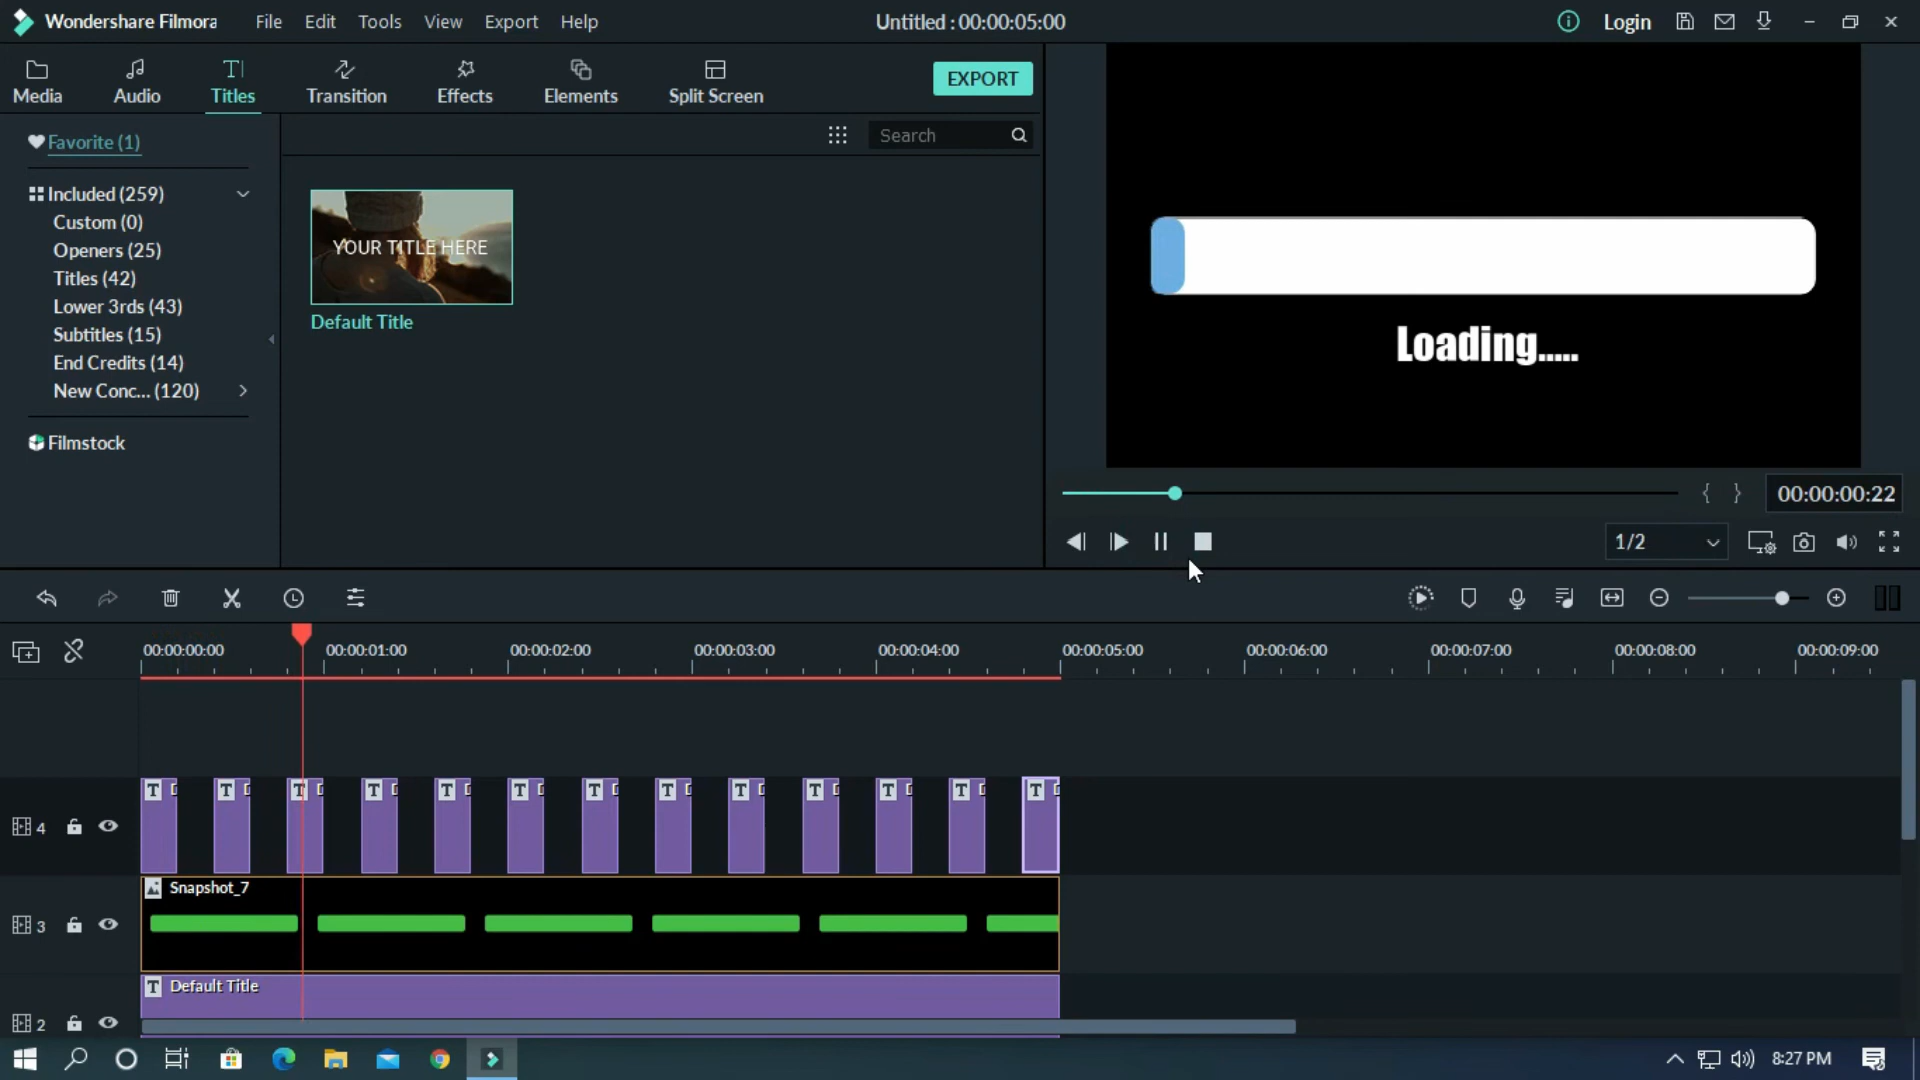 Wondershare Filmora File Edit Tools View Export Help Untitled : 00:00:05:00 Login
Media Audio Titles Transition Effects Elements Split Screen EXPORT
Favorite (1)
Search
Included (259)
Custom (0)
Openers (25)
Titles (42)
Lower 3rds (43)
Subtitles (15)
End Credits (14)
New Conc... (120)
Filmstock
YOUR TITLE HERE
Default Title
Loading.....
00:00:00:22
1/2
00:00:00:00 00:00:01:00 00:00:02:00 00:00:03:00 00:00:04:00 00:00:05:00 00:00:06:00 00:00:07:00 00:00:08:00 00:00:09:00
4
T T T T T T T T T T T T T
3
Snapshot_7
2
T Default Title
8:27 PM